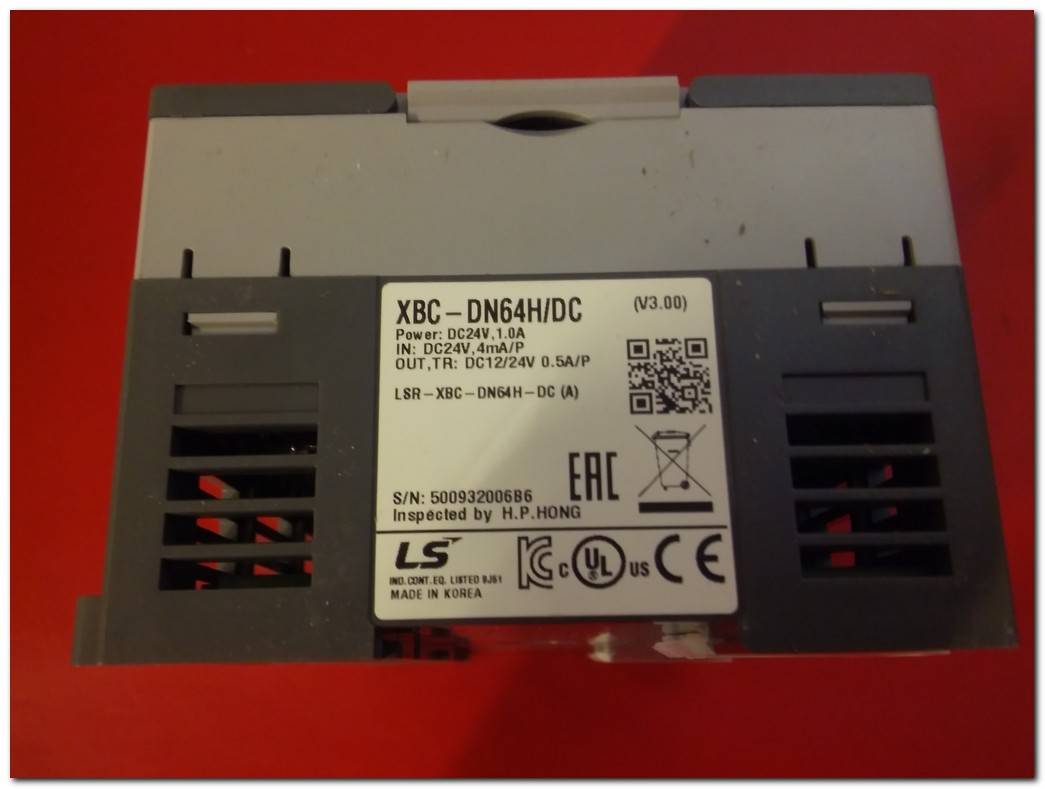 XBC-DN64H/DC (V3.00)
Power: DC24V,1.0A
IN: DC24V,4mA/P
OUT,TR: DC12/24V 0.5A/P
LSR-XBC-DN64H-DC (A)
EAC
S/N: 500932006B6
Inspected by H.P.HONG
LS
IND.CONT.EQ. LISTED 9J51
MADE IN KOREA
KC
C UL US
CE